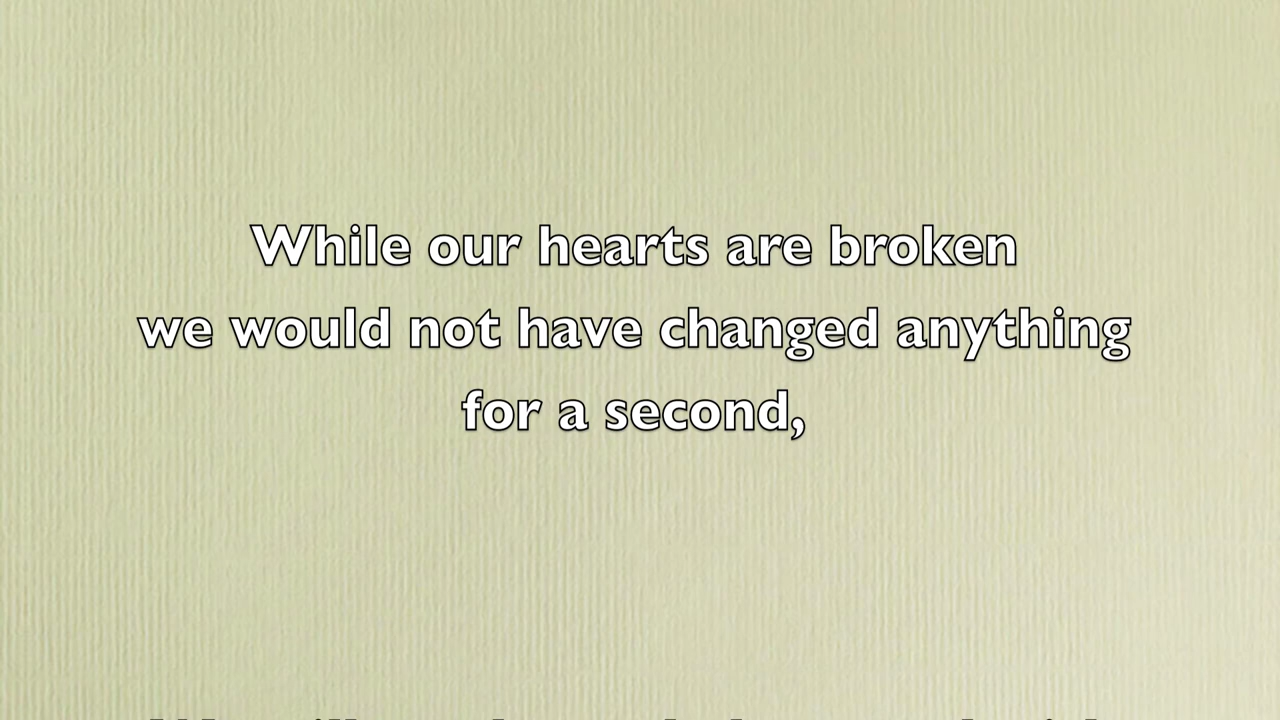 While our hearts are broken
we would not have changed anything
for a second,